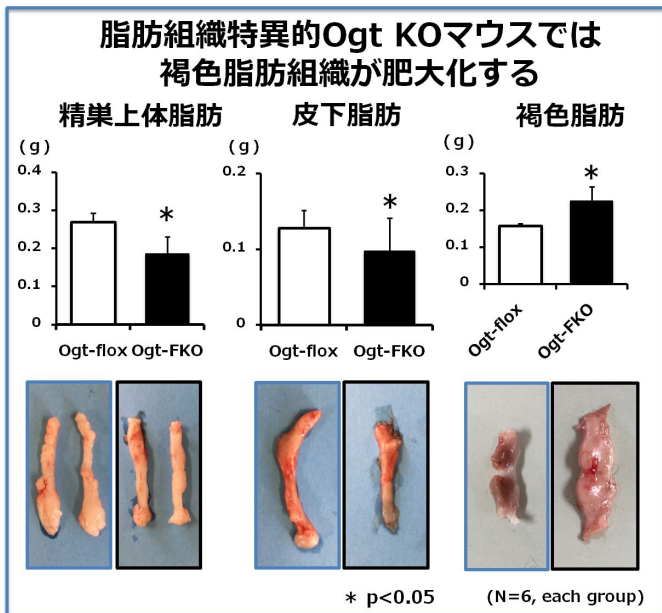 脂肪組織特異的Ogt KOマウスでは
褐色脂肪組織が肥大化する
精巣上体脂肪
(g)
0.4
0.3
0.2
0.1
0
*
Ogt-flox Ogt-FKO
皮下脂肪
(g)
0.2
0.1
0
*
Ogt-flox Ogt-FKO
褐色脂肪
(g)
0.3
0.2
0.1
0
*
Ogt-flox Ogt-FKO
* p<0.05 (N=6, each group)